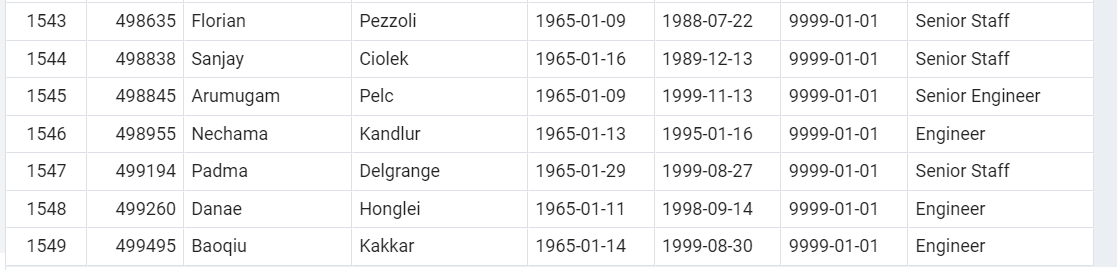 1543 498635 Florian Pezzoli 1965-01-09 1988-07-22 9999-01-01 Senior Staff
1544 498838 Sanjay Ciolek 1965-01-16 1989-12-13 9999-01-01 Senior Staff
1545 498845 Arumugam Pelc 1965-01-09 1999-11-13 9999-01-01 Senior Engineer
1546 498955 Nechama Kandlur 1965-01-13 1995-01-16 9999-01-01 Engineer
1547 499194 Padma Delgrange 1965-01-29 1999-08-27 9999-01-01 Senior Staff
1548 499260 Danae Honglei 1965-01-11 1998-09-14 9999-01-01 Engineer
1549 499495 Baoqiu Kakkar 1965-01-14 1999-08-30 9999-01-01 Engineer